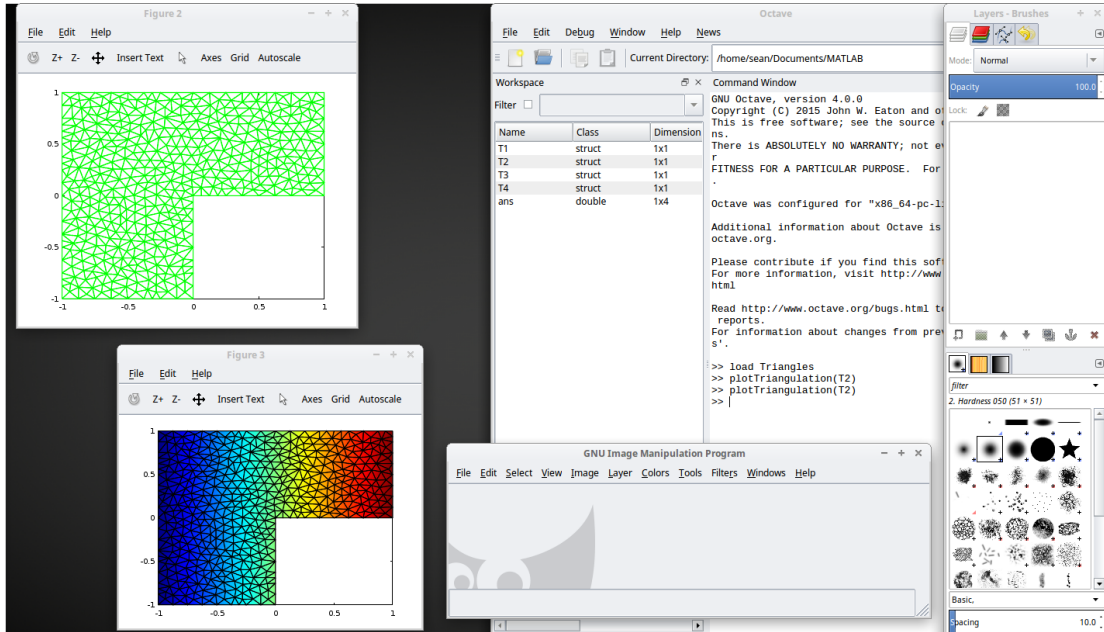 Figure 2
File Edit Help
Z+ Z- Insert Text Axes Grid Autoscale
1
0.5
0
-0.5
-1
-1 -0.5 0 0.5 1
Figure 3
File Edit Help
Z+ Z- Insert Text Axes Grid Autoscale
1
0.5
0
-0.5
-1
-1 -0.5 0 0.5 1
Octave
File Edit Debug Window Help News
Current Directory: /home/sean/Documents/MATLAB
Workspace
Filter
Name Class Dimension
T1 struct 1x1
T2 struct 1x1
T3 struct 1x1
T4 struct 1x1
ans double 1x4
Command Window
GNU Octave, version 4.0.0
Copyright (C) 2015 John W. Eaton and
This is free software; see the source
ns.
There is ABSOLUTELY NO WARRANTY; not
r
FITNESS FOR A PARTICULAR PURPOSE. For
.
Octave was configured for "x86_64-pc-
Additional information about Octave is
octave.org.
Please contribute if you find this
For more information, visit http://www
html
Read http://www.octave.org/bugs.html
reports.
For information about changes from
s'.
>> load Triangles
>> plotTriangulation(T2)
>> plotTriangulation(T2)
>>
GNU Image Manipulation Program
File Edit Select View Image Layer Colors Tools Filters Windows Help
Layers - Brushes
Mode: Normal
Opacity 100.0
Lock:
filter
2. Hardness 050 (51 × 51)
Basic,
Spacing 10.0